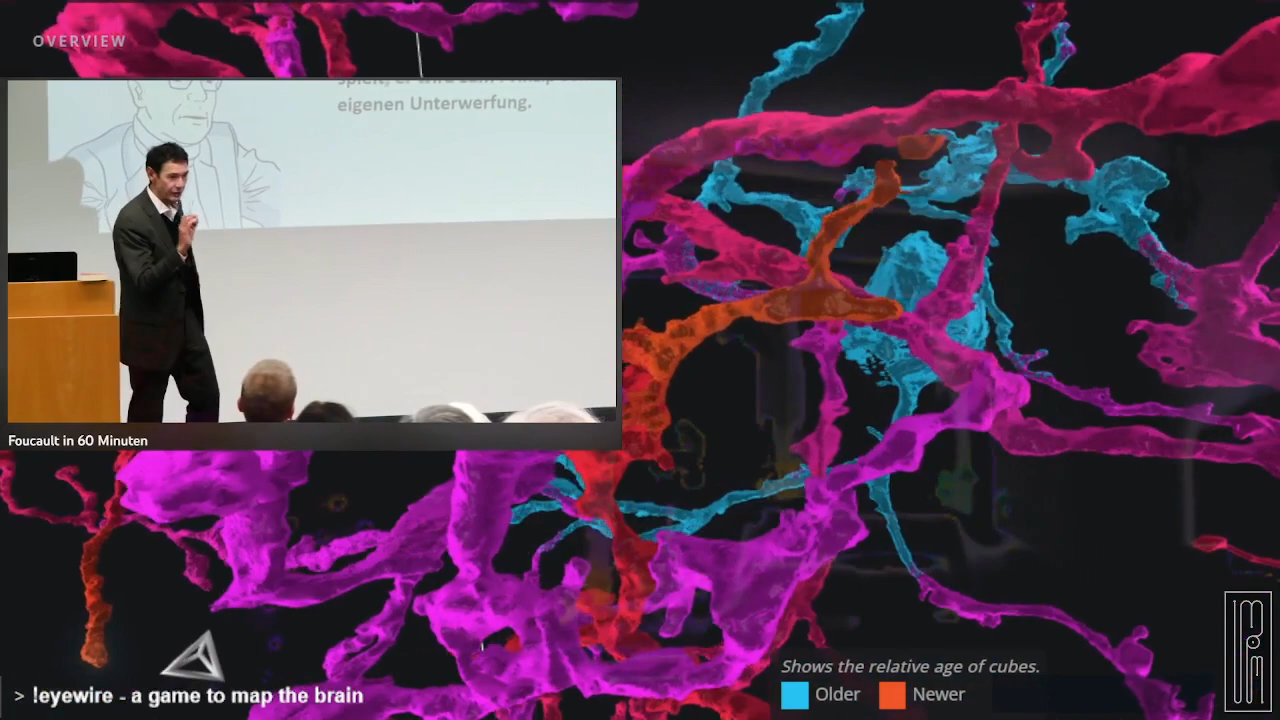 OVERVIEW
eigenen Unterwerfung.
Foucault in 60 Minuten
Shows the relative age of cubes.
Older
Newer
> !eyewire - a game to map the brain